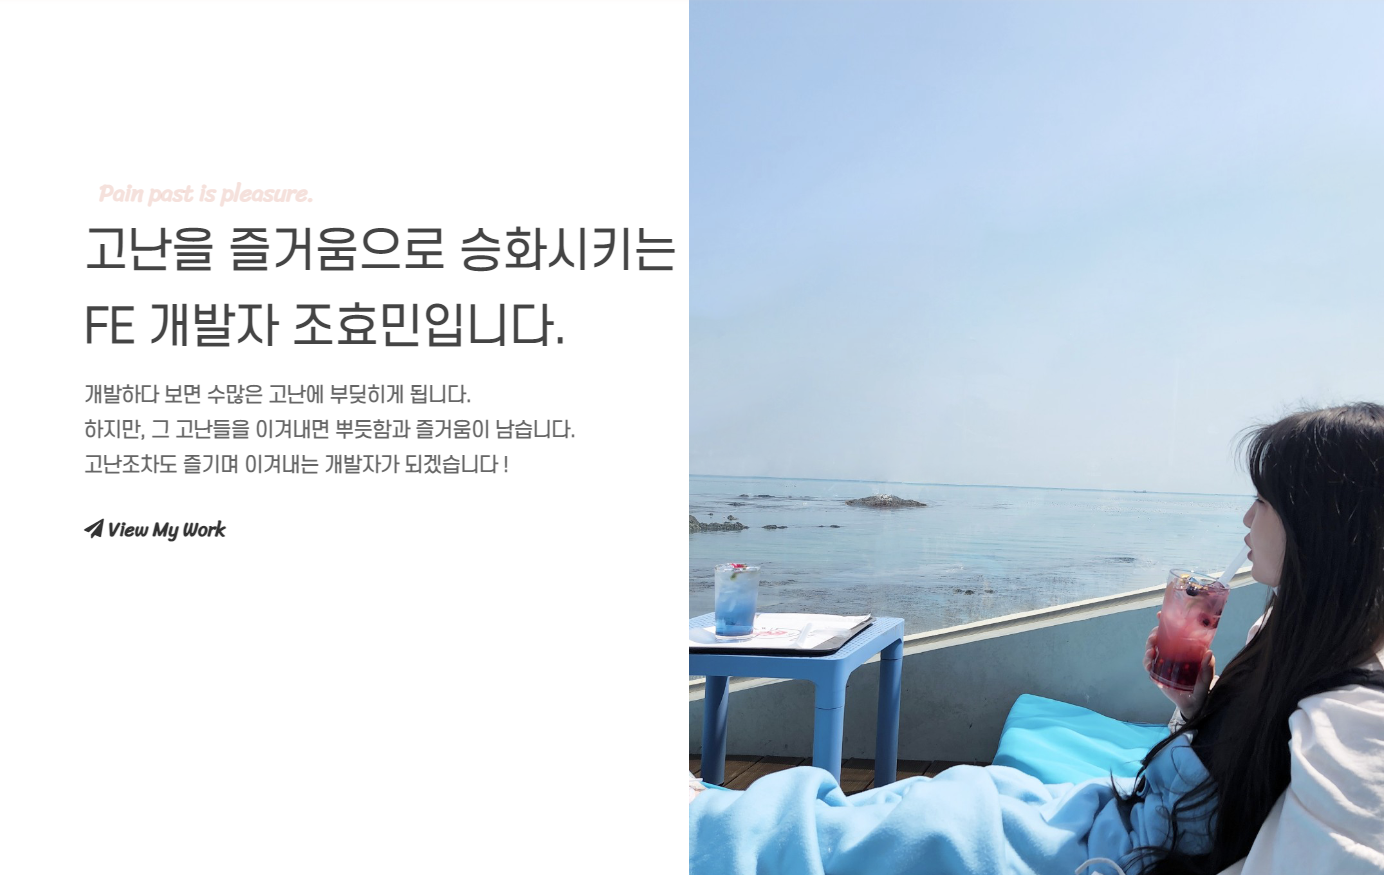 Pain past is pleasure.
고난을 즐거움으로 승화시키는
FE 개발자 조효민입니다.
개발하다 보면 수많은 고난에 부딪히게 됩니다.
하지만, 그 고난들을 이겨내면 뿌듯함과 즐거움이 남습니다.
고난조차도 즐기며 이겨내는 개발자가 되겠습니다 !
View My Work